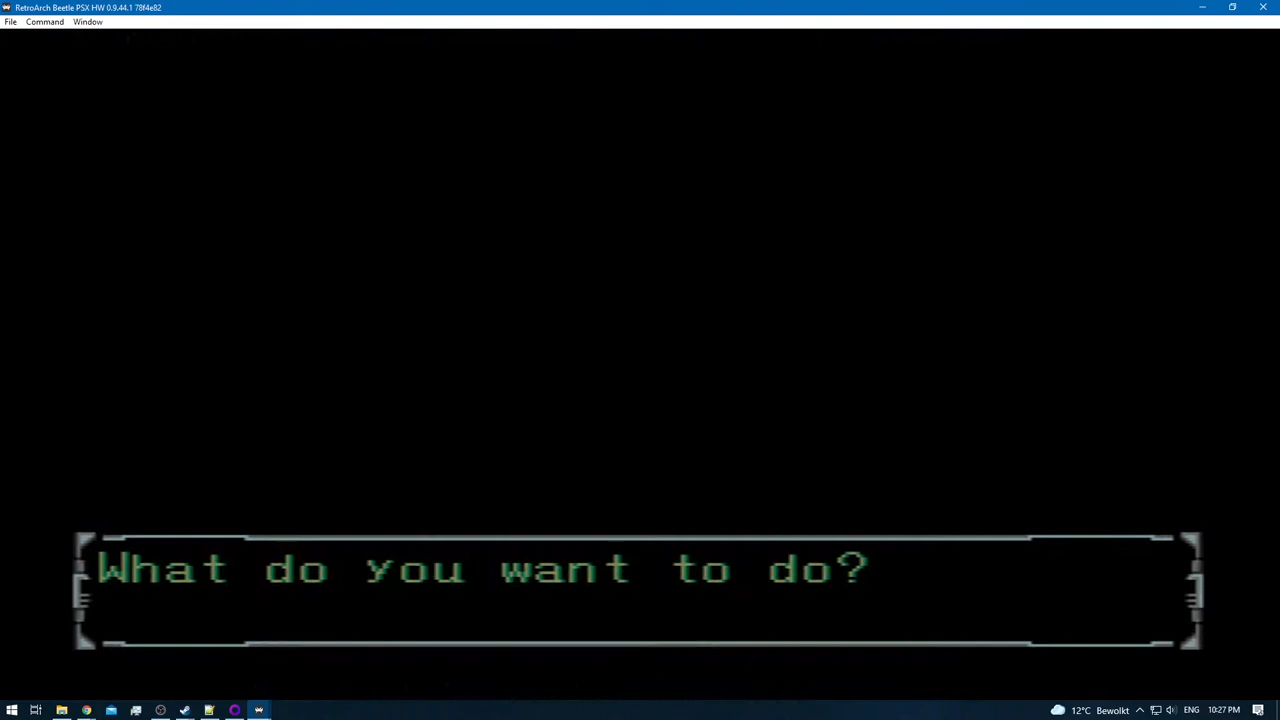 RetroArch Beetle PSX HW 0.9.44.1 78f4e82
File Command Window
What do you want to do?
12°C Bewolkt ENG 10:27 PM